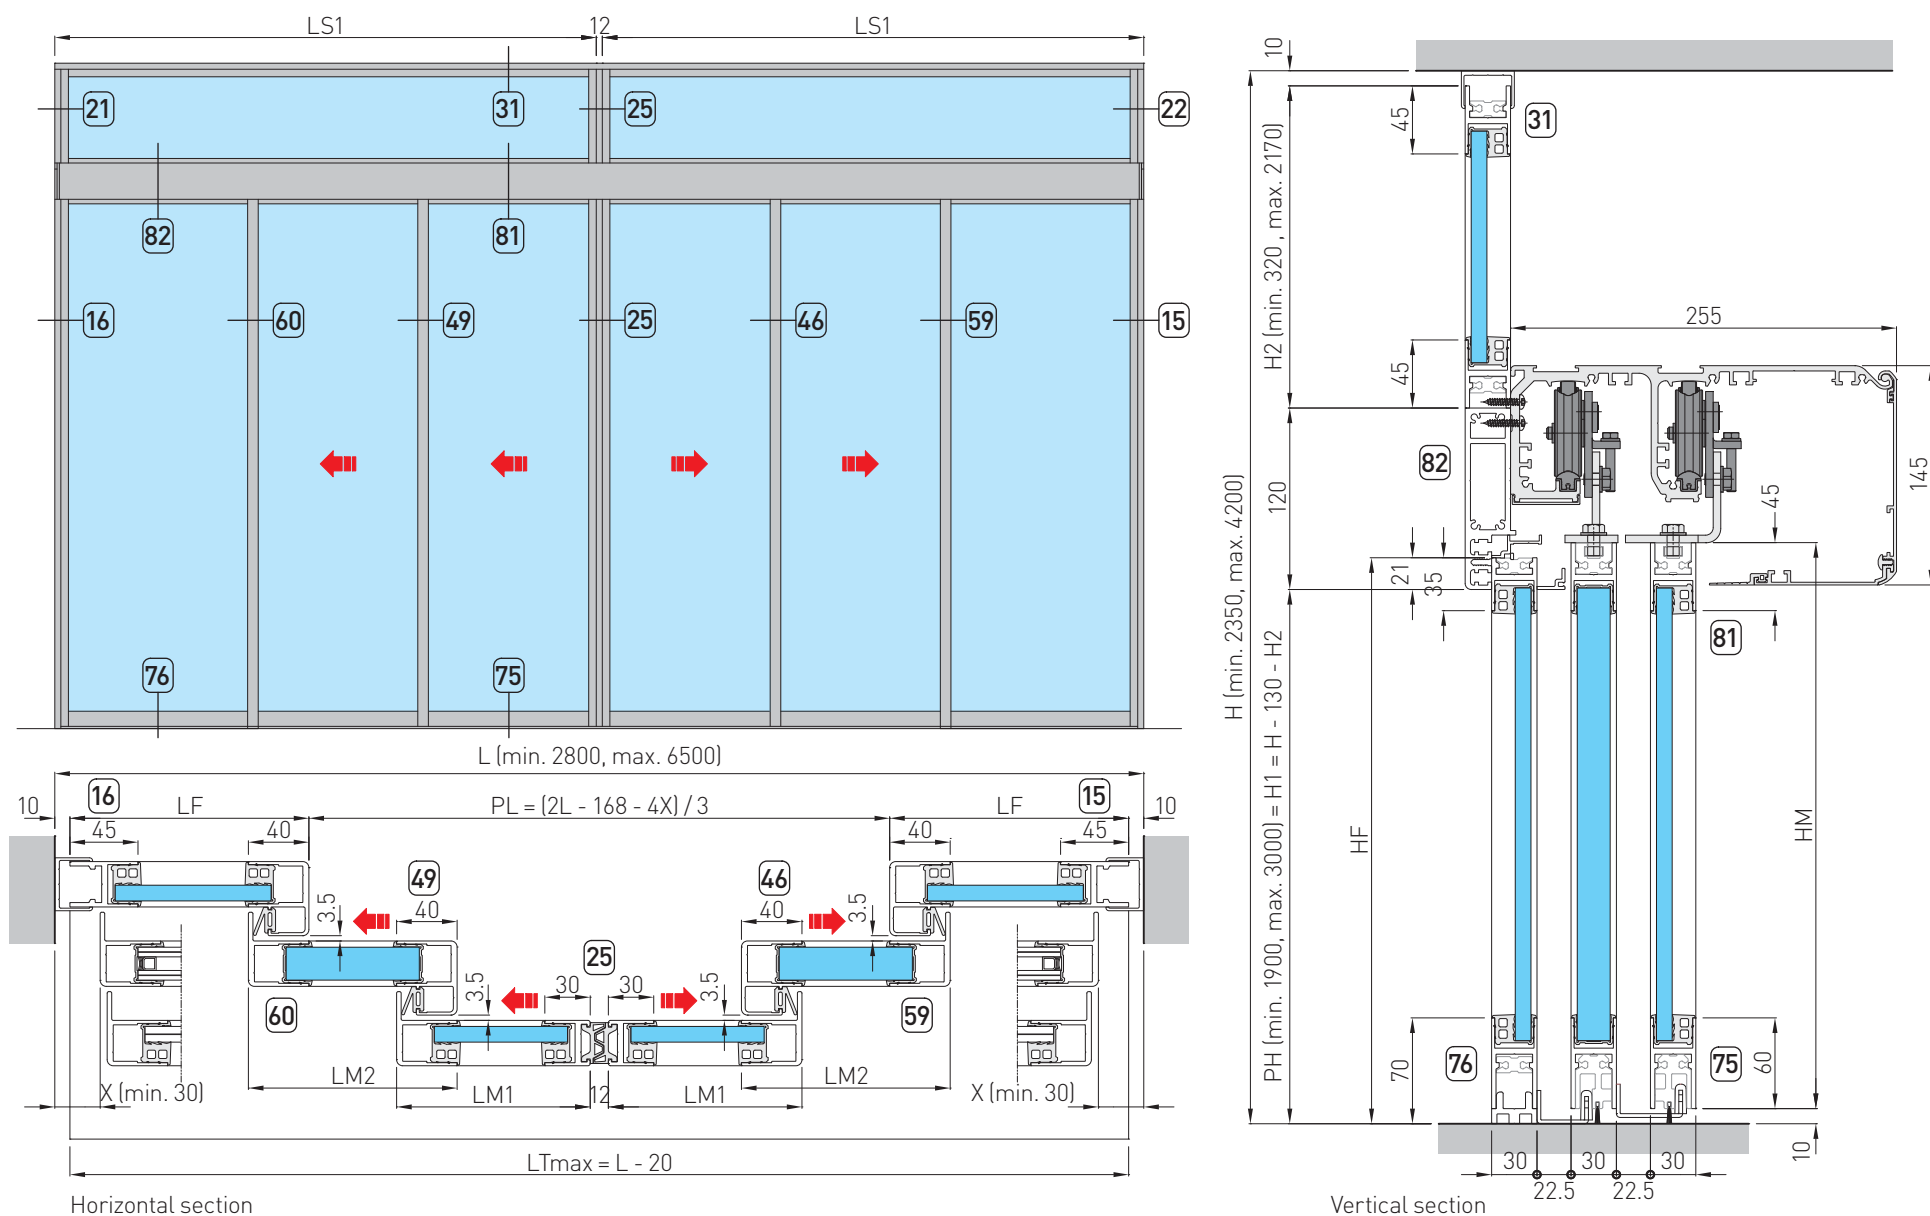 LS1 12 LS1
21 31 25 22
82 81
16 60 49 25 46 59 15
76 75
L (min. 2800, max. 6500)
10 16 LF PL = (2L - 168 - 4X) / 3 LF 15 10
45 40 40 45
49 46
3.5 40 40 3.5
25
60 3.5 30 30 3.5 59
LM2 LM2
X (min. 30) LM1 12 LM1 X (min. 30)
LTmax = L - 20
Horizontal section
10
45 31
H2 (min. 320, max. 2170)
255
45
82
145
H (min. 2350, max. 4200)
120
45
21 35
81
PH (min. 1900, max. 3000) = H1 = H - 130 - H2
HF
HM
70 76 75 60
10
30 30 30
22.5 22.5
Vertical section